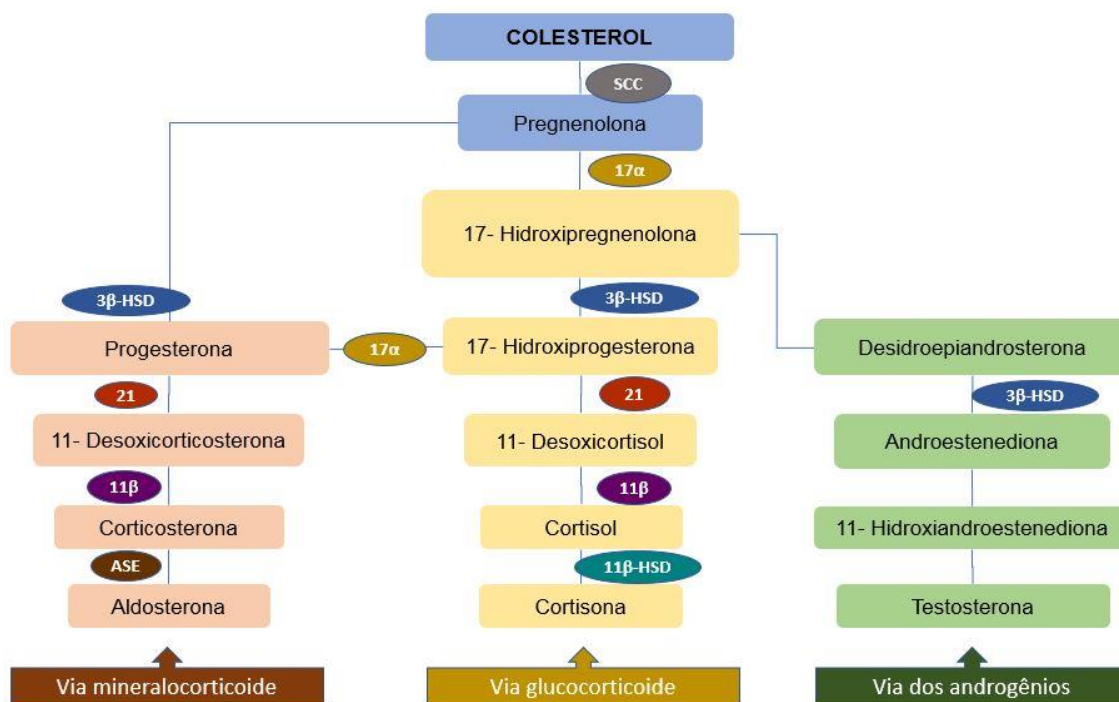 COLESTEROL
SCC
Pregnenolona
17α
17- Hidroxipregnenolona
3β-HSD
3β-HSD
Progesterona
17α
17- Hidroxiprogesterona
Desidroepiandrosterona
21
21
3β-HSD
11- Desoxicorticosterona
11- Desoxicortisol
Androestenediona
11β
11β
Corticosterona
Cortisol
11- Hidroxiandroestenediona
ASE
11β-HSD
Aldosterona
Cortisona
Testosterona
Via mineralocorticoide
Via glucocorticoide
Via dos androgênios